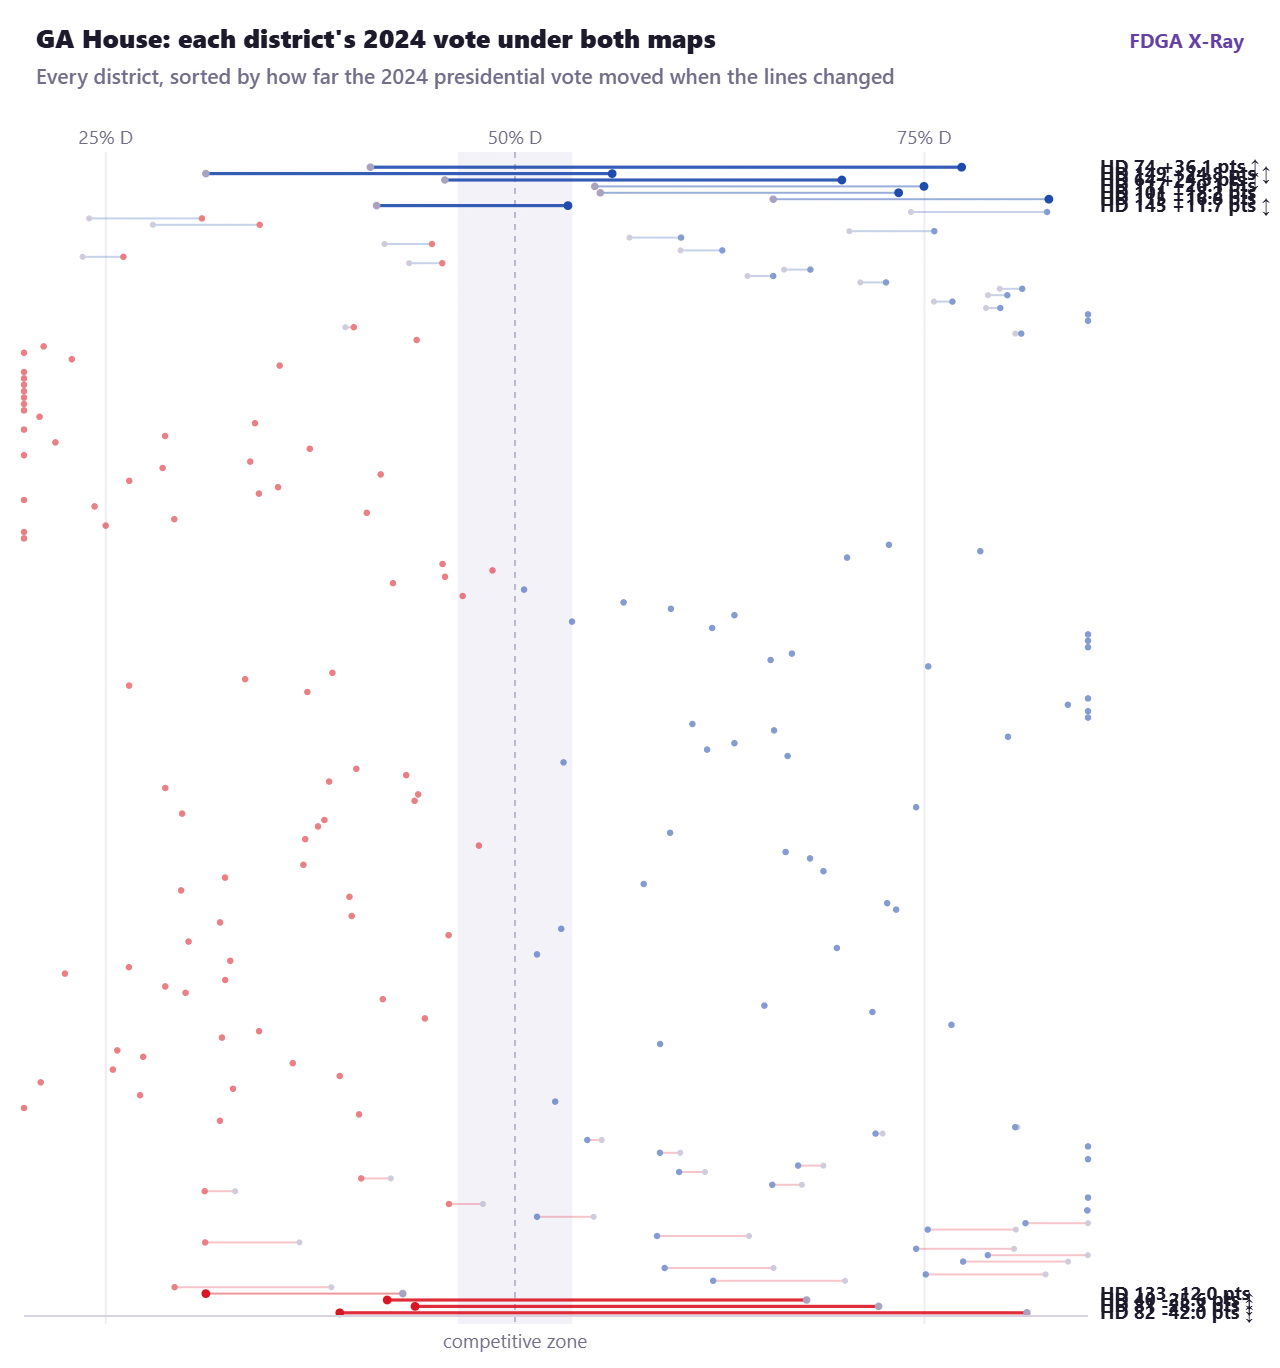 GA House: each district's 2024 vote under both maps
FDGA X-Ray
Every district, sorted by how far the 2024 presidential vote moved when the lines changed
25% D
50% D
75% D
HD 74 +36.1 pts ↕
HD 145 +11.7 pts ↕
HD 133 -12.0 pts
HD 82 -42.0 pts ↕
competitive zone